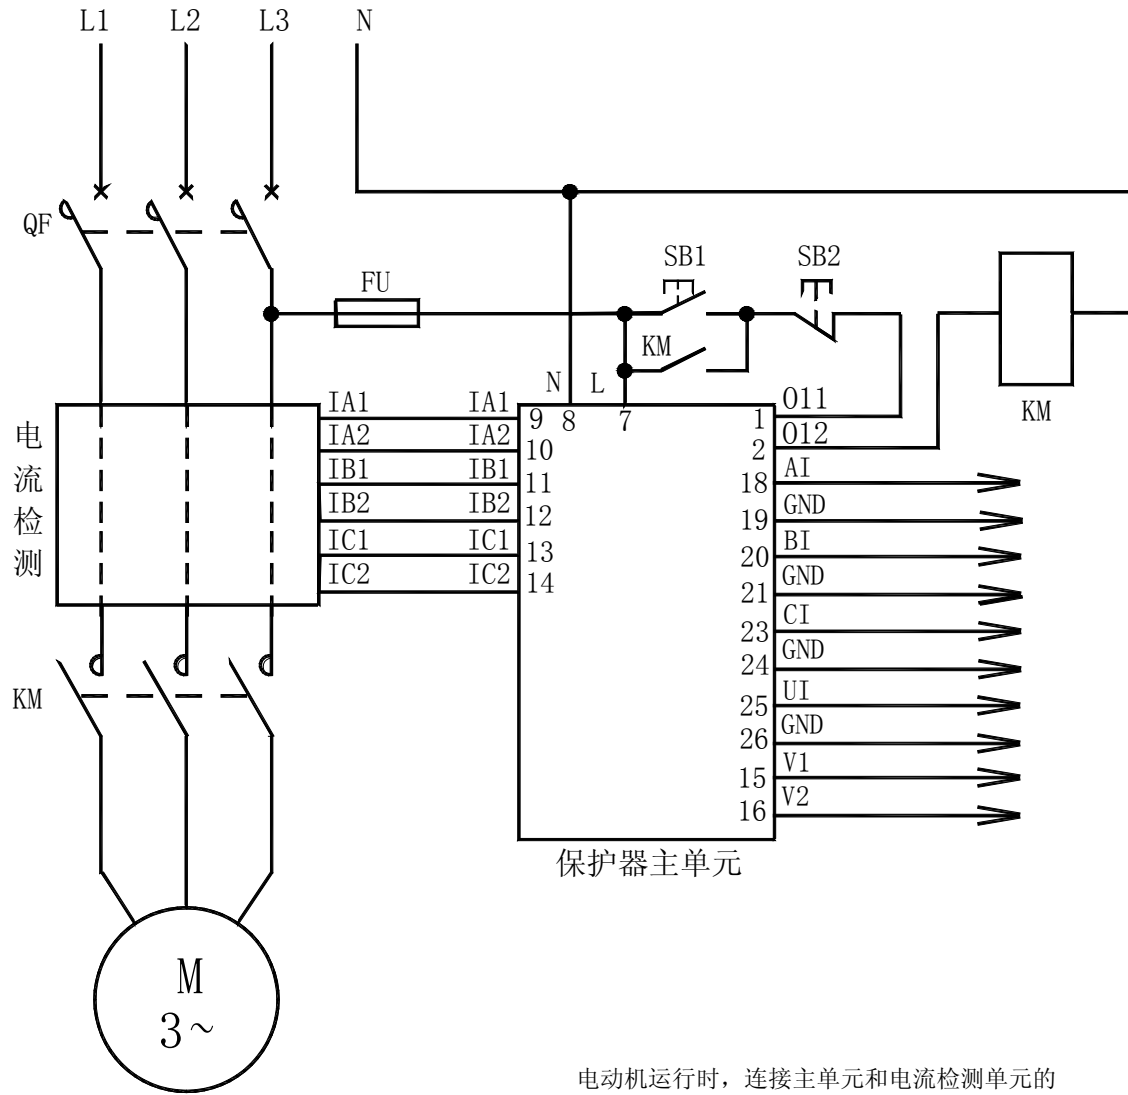 L1 L2 L3 N
QF
FU
SB1 SB2
KM
KM
N L
IA1 IA1 9 8 7 1 011
IA2 IA2 10 2 012
IB1 IB1 11 18 AI
IB2 IB2 12 19 GND
IC1 IC1 13 20 BI
IC2 IC2 14 21 GND
电流检测
23 CI
24 GND
KM
25 UI
26 GND
15 V1
16 V2
保护器主单元
M
3~
电动机运行时，连接主单元和电流检测单元的